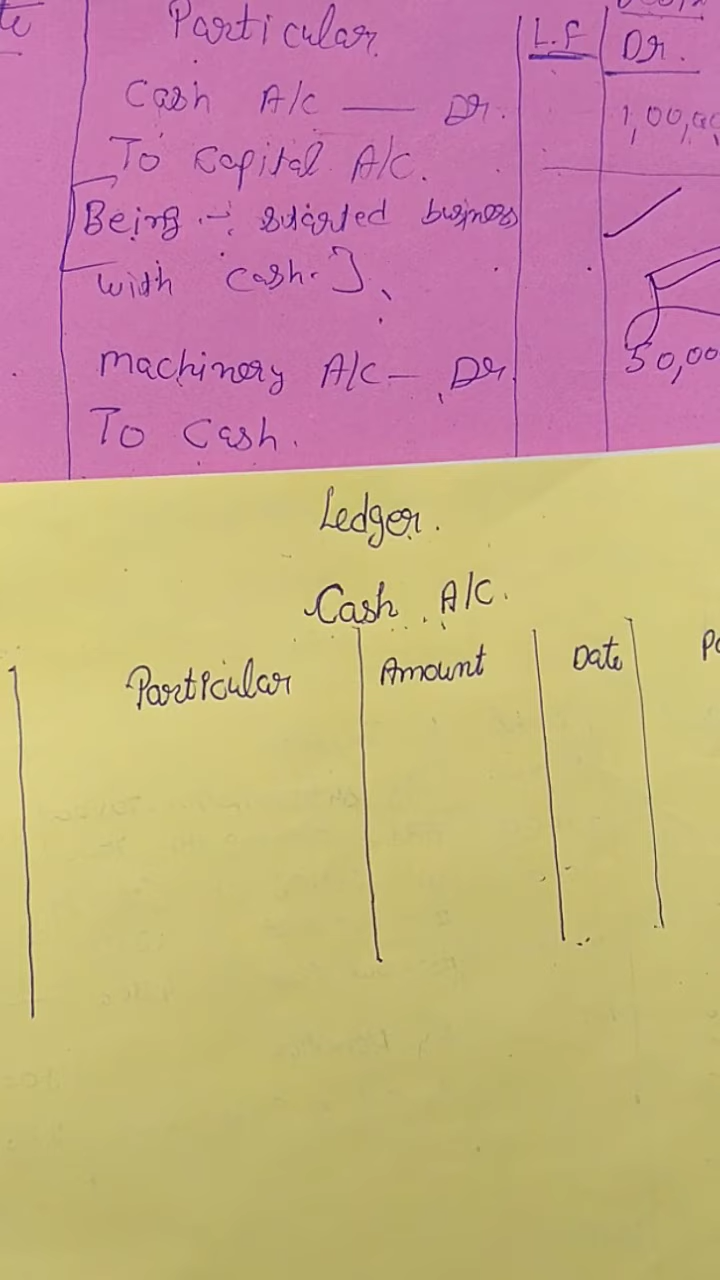 Particular
L.F
Dr.
Cash A/c — Dr.
1,00,00
To Capital A/c.
[Being :- started business
with cash.]
machinery A/c — Dr
50,00
To Cash.
Ledger.
Cash A/c.
Particular
Amount
Date